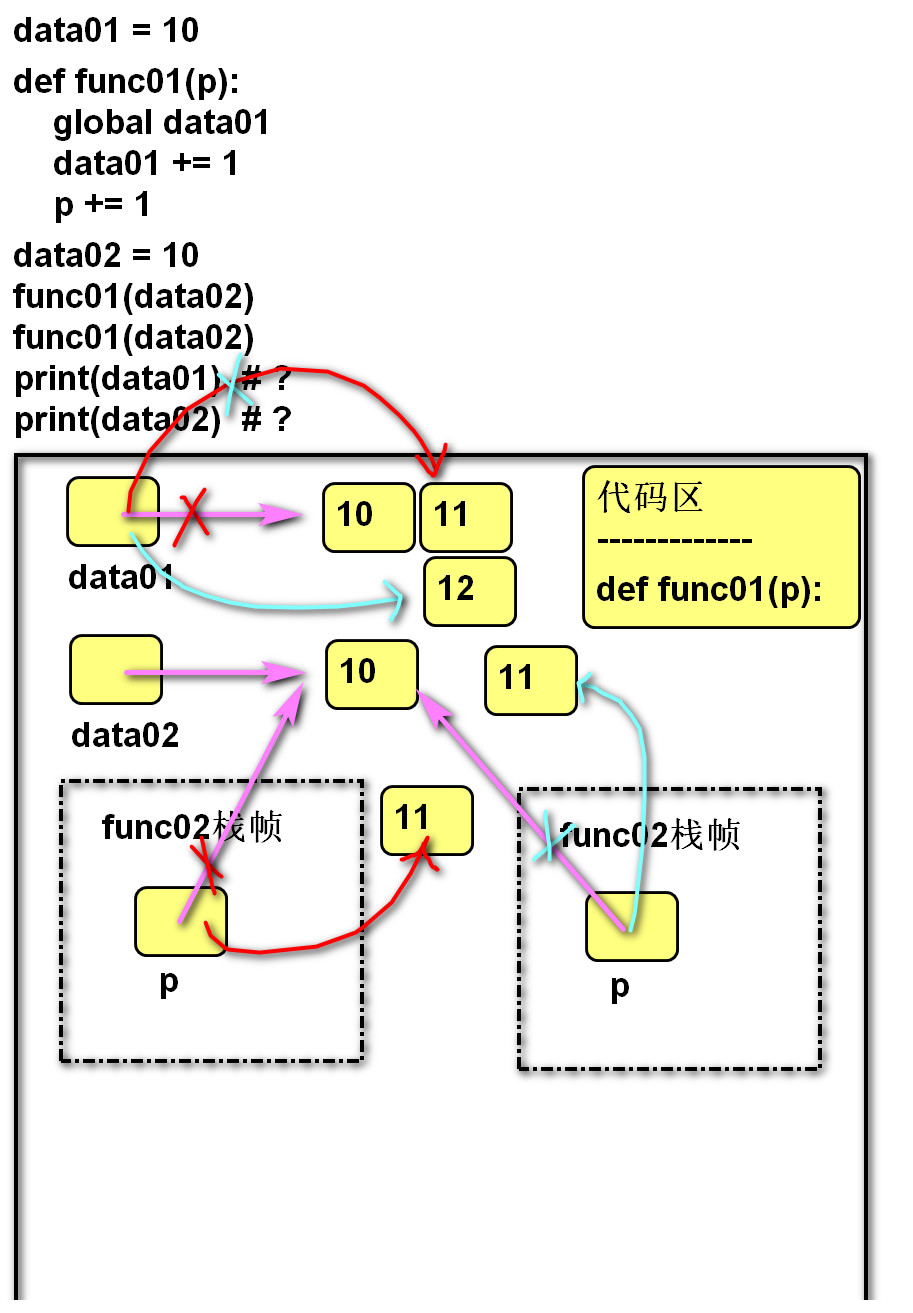 data01 = 10
def func01(p):
    global data01
    data01 += 1
    p += 1
data02 = 10
func01(data02)
func01(data02)
print(data01)  # ?
print(data02)  # ?
10
11
代码区
-------------
def func01(p):
data01
12
10
11
data02
func02栈帧
11
func02栈帧
p
p